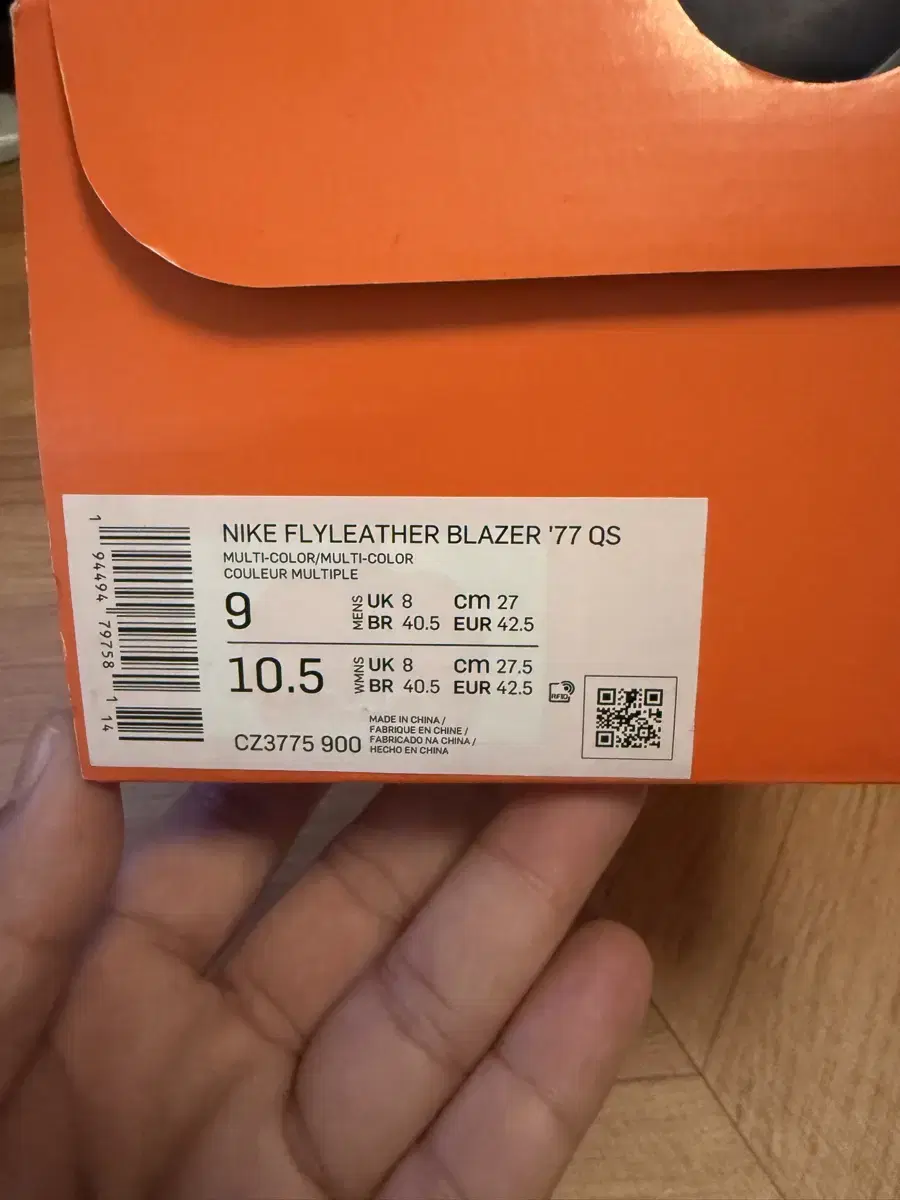 NIKE FLYLEATHER BLAZER '77 QS
MULTI-COLOR/MULTI-COLOR
COULEUR MULTIPLE
9 MENS UK 8 cm 27
BR 40.5 EUR 42.5
10.5 WMNS UK 8 cm 27.5
BR 40.5 EUR 42.5
RFID
CZ3775 900
MADE IN CHINA /
FABRIQUE EN CHINE /
FABRICADO NA CHINA /
HECHO EN CHINA
1 94494 79758 1 14